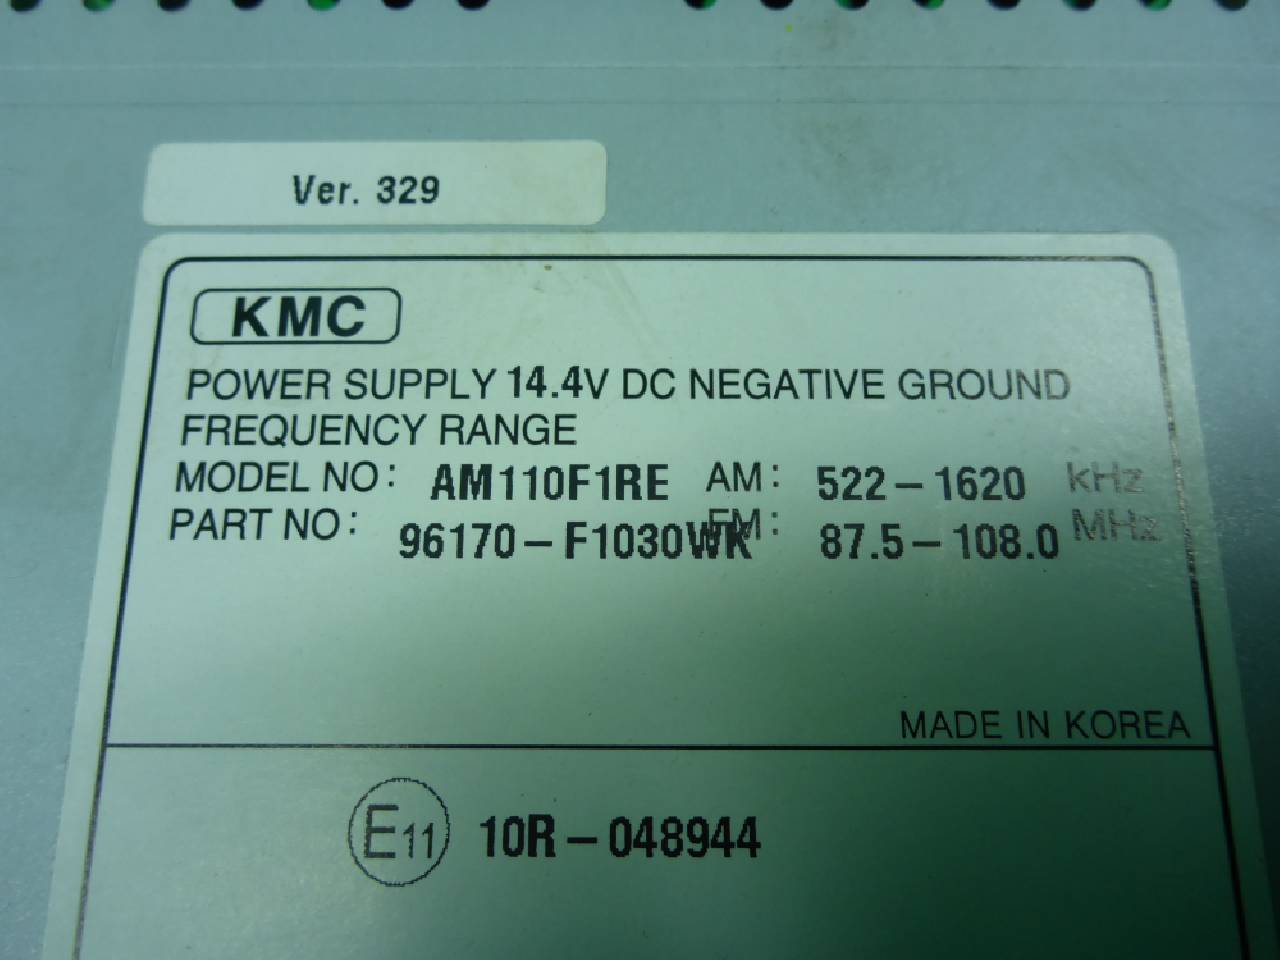 Ver. 329
KMC
POWER SUPPLY 14.4V DC NEGATIVE GROUND
FREQUENCY RANGE
MODEL NO: AM110F1RE AM: 522-1620 kHz
PART NO: 96170-F1030WK FM: 87.5-108.0 MHz
MADE IN KOREA
E11 10R-048944